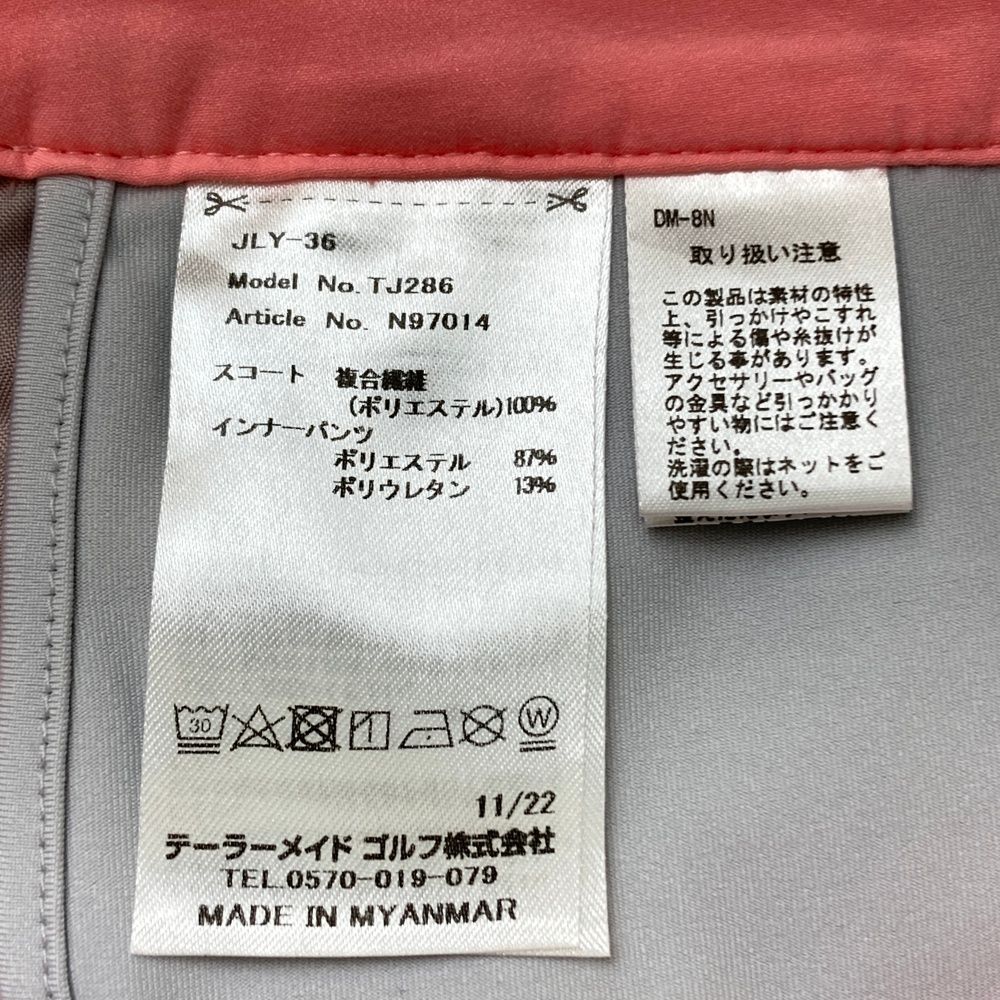 JLY-36
Model No. TJ286
Article No. N97014
スコート 複合繊維
(ポリエステル)100%
インナーパンツ
ポリエステル 87%
ポリウレタン 13%
30
W
11/22
テーラーメイド ゴルフ株式会社
TEL.0570-019-079
MADE IN MYANMAR
DM-8N
取り扱い注意
この製品は素材の特性
上、引っかけやこすれ
等による傷や糸抜けが
生じる事があります。
アクセサリーやバッグ
の金具など引っかかり
やすい物にはご注意く
ださい。
洗濯の際はネットをご
使用ください。